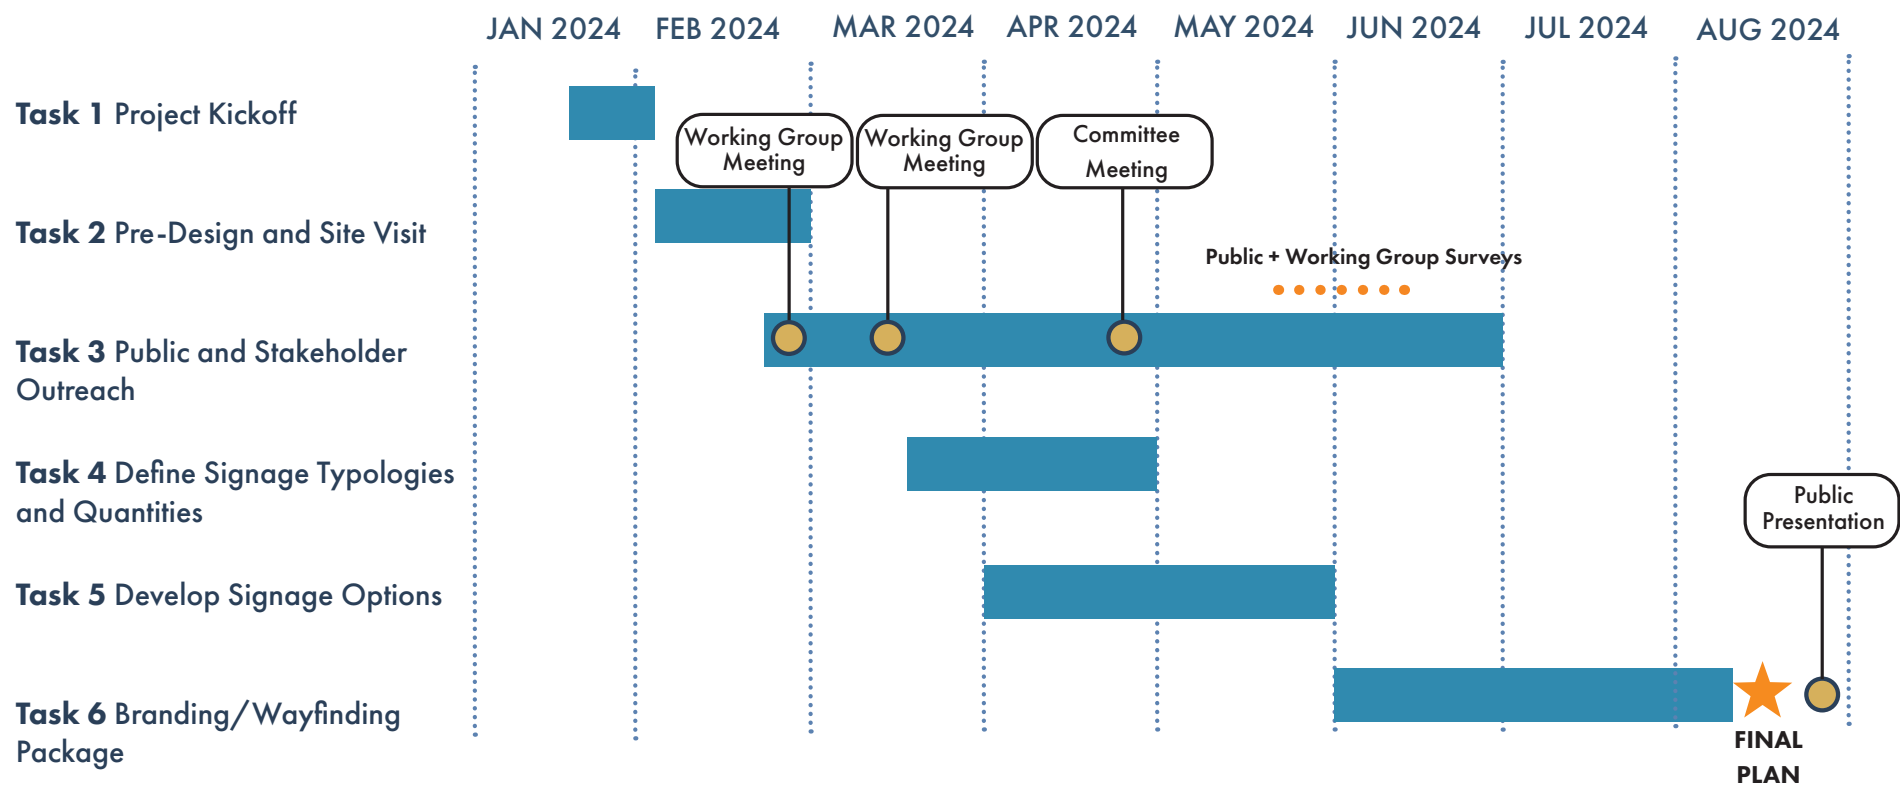 JAN 2024 FEB 2024 MAR 2024 APR 2024 MAY 2024 JUN 2024 JUL 2024 AUG 2024
Task 1 Project Kickoff
Working Group
Meeting
Working Group
Meeting
Committee
Meeting
Task 2 Pre-Design and Site Visit
Public + Working Group Surveys
Task 3 Public and Stakeholder
Outreach
Task 4 Define Signage Typologies
and Quantities
Public
Presentation
Task 5 Develop Signage Options
Task 6 Branding/Wayfinding
Package
FINAL
PLAN